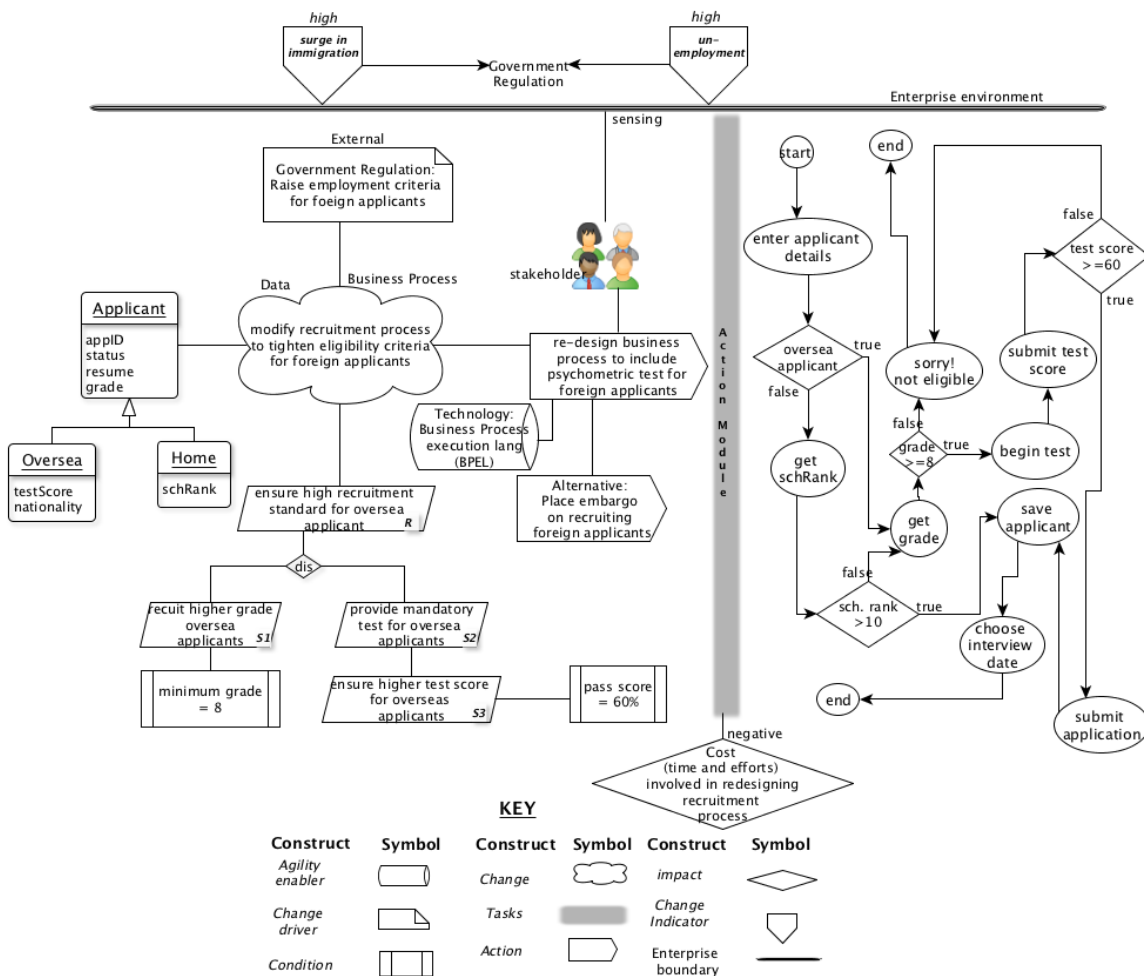 high
surge in
immigration
high
un-
employment
Government
Regulation
Enterprise environment
sensing
External
Government Regulation:
Raise employment criteria
for foeign applicants
stakeholder
Data
Business Process
modify recruitment process
to tighten eligibility criteria
for foreign applicants
Applicant
appID
status
resume
grade
Oversea
testScore
nationality
Home
schRank
re-design business
process to include
psychometric test for
foreign applicants
Technology:
Business Process
execution lang
(BPEL)
Alternative:
Place embargo
on recruiting
foreign applicants
ensure high recruitment
standard for oversea
applicant
R
dis
recuit higher grade
oversea
applicants
S1
provide mandatory
test for oversea
applicants
S2
minimum grade
= 8
ensure higher test score
for overseas
applicants
S3
pass score
= 60%
Action Module
negative
Cost
(time and efforts)
involved in redesigning
recruitment
process
start
end
enter applicant
details
false
test score
>=60
true
oversea
applicant
true
false
sorry!
not eligible
submit test
score
false
grade
>=8
true
begin test
get
schRank
get
grade
save
applicant
false
sch. rank
>10
true
choose
interview
date
end
submit
application
KEY
Construct
Symbol
Construct
Symbol
Construct
Symbol
Agility
enabler
Change
impact
Change
driver
Tasks
Change
Indicator
Condition
Action
Enterprise
boundary